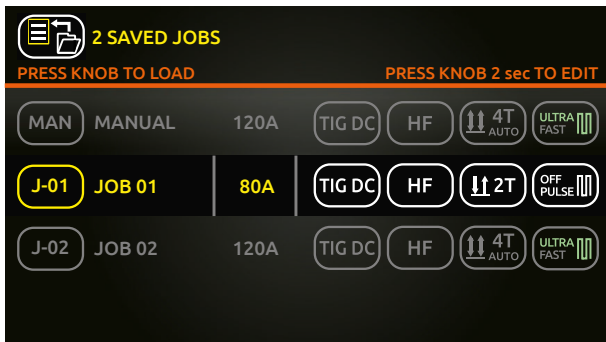 2 SAVED JOBS
PRESS KNOB TO LOAD PRESS KNOB 2 sec TO EDIT
MAN MANUAL 120A TIG DC HF 4T AUTO ULTRA FAST
J-01 JOB 01 80A TIG DC HF 2T OFF PULSE
J-02 JOB 02 120A TIG DC HF 4T AUTO ULTRA FAST